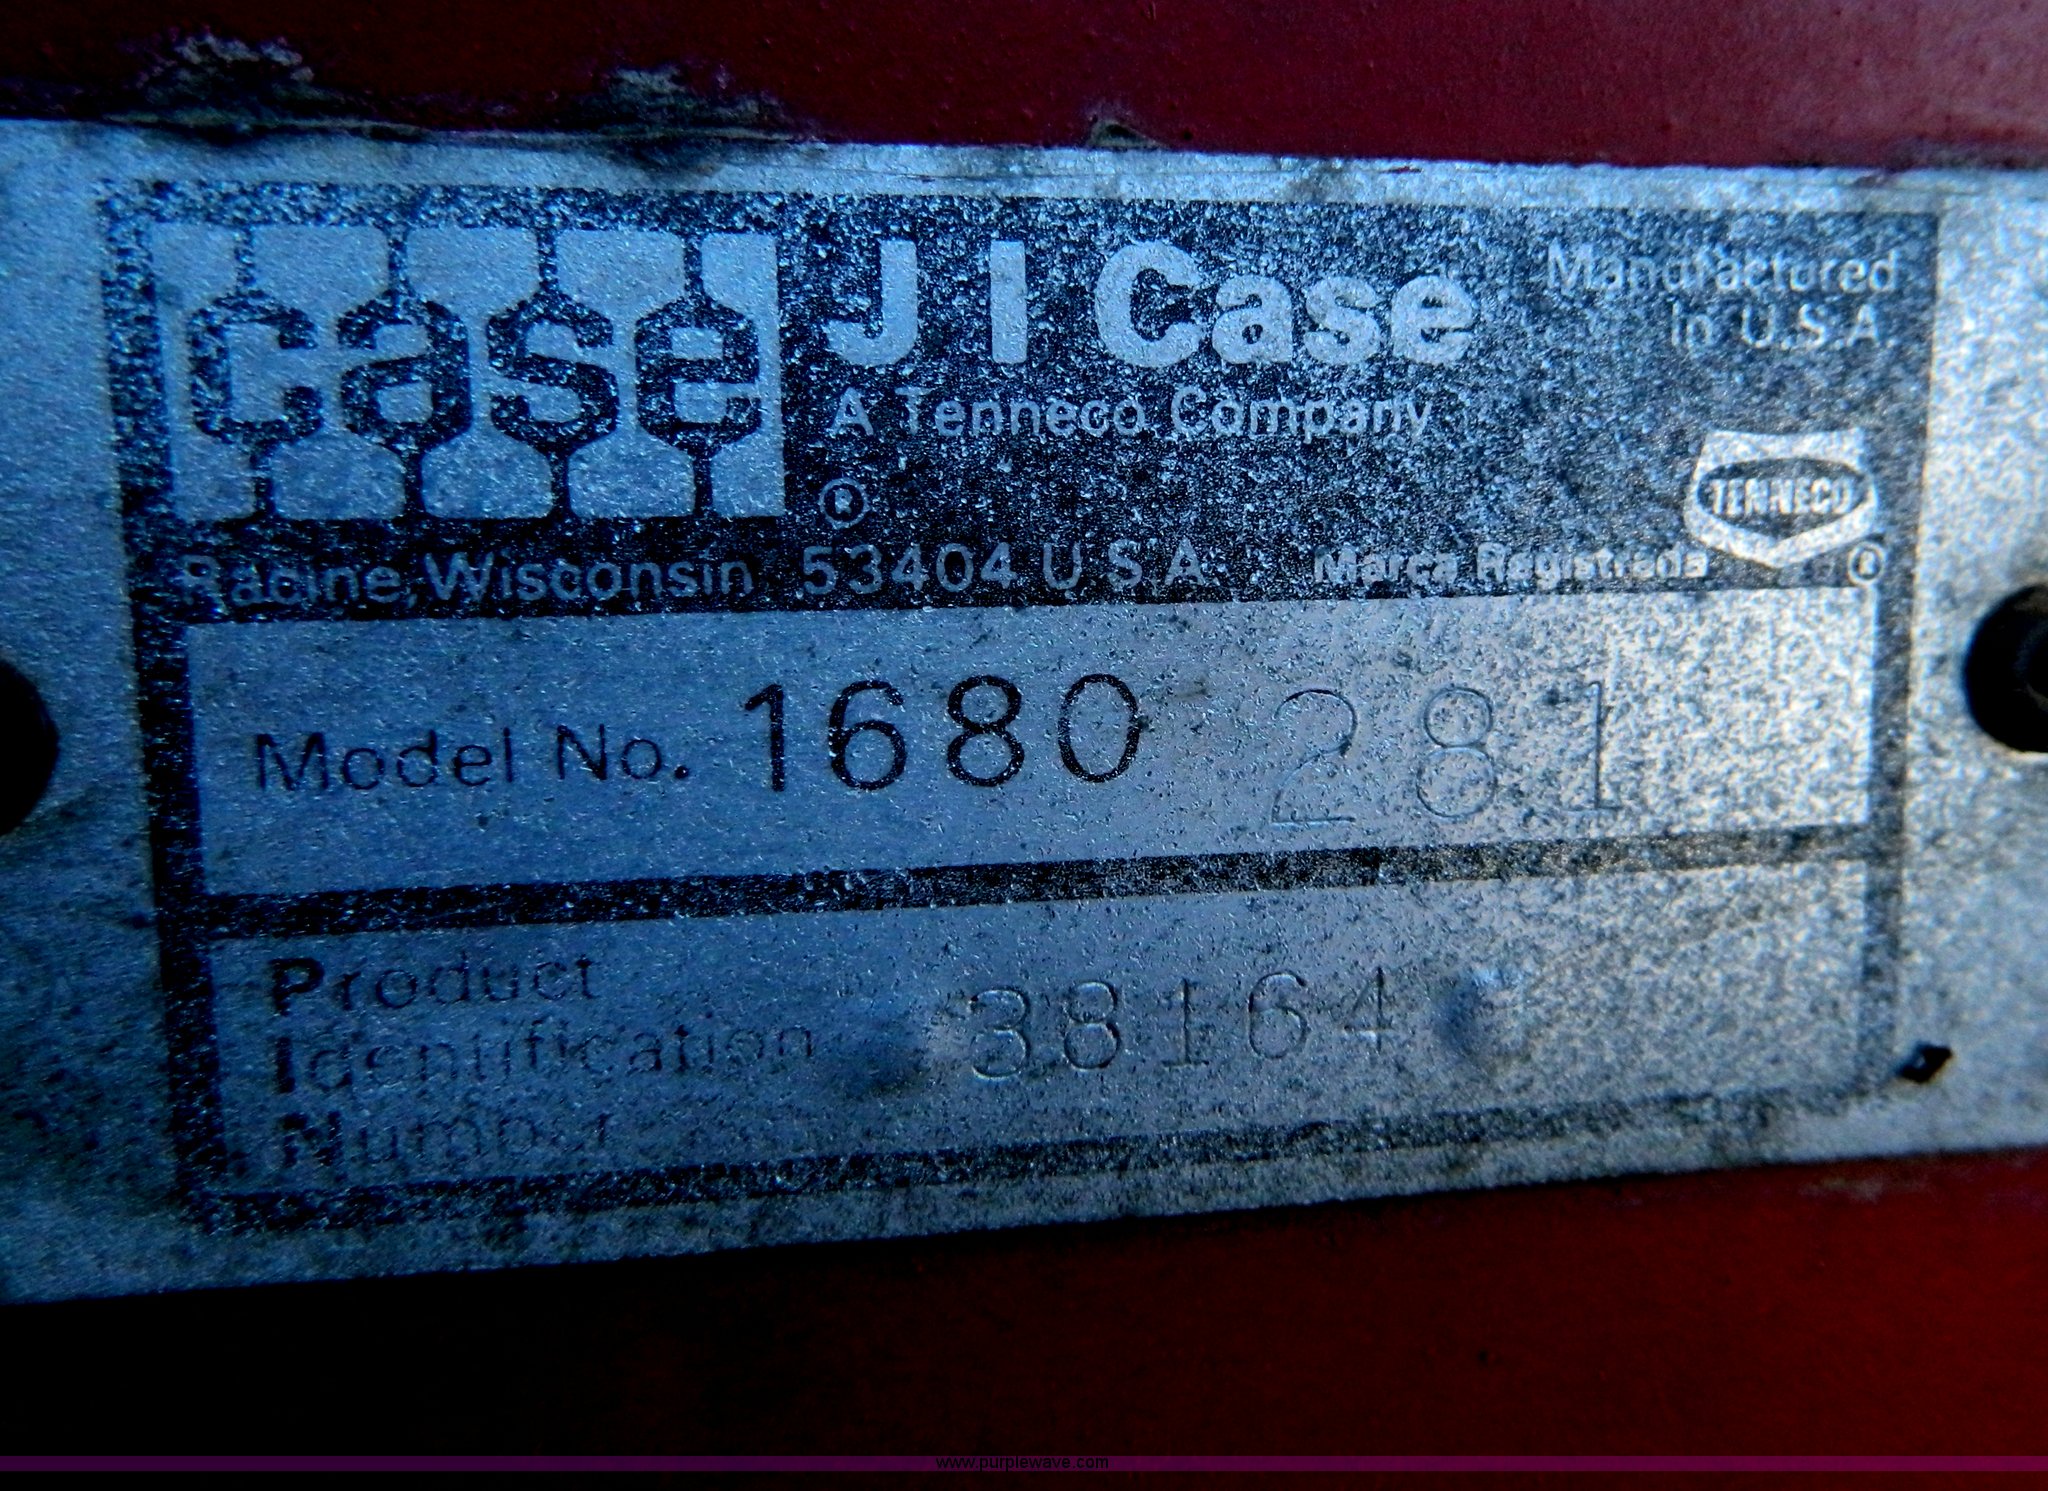 case
J I Case
Manufactured
in U.S.A.
A Tenneco Company
®
TENNECO
Racine, Wisconsin 53404 U.S.A.
Marca Registrada
®
Model No. 1680 281
Product
Identification
Number
38164
www.purplewave.com